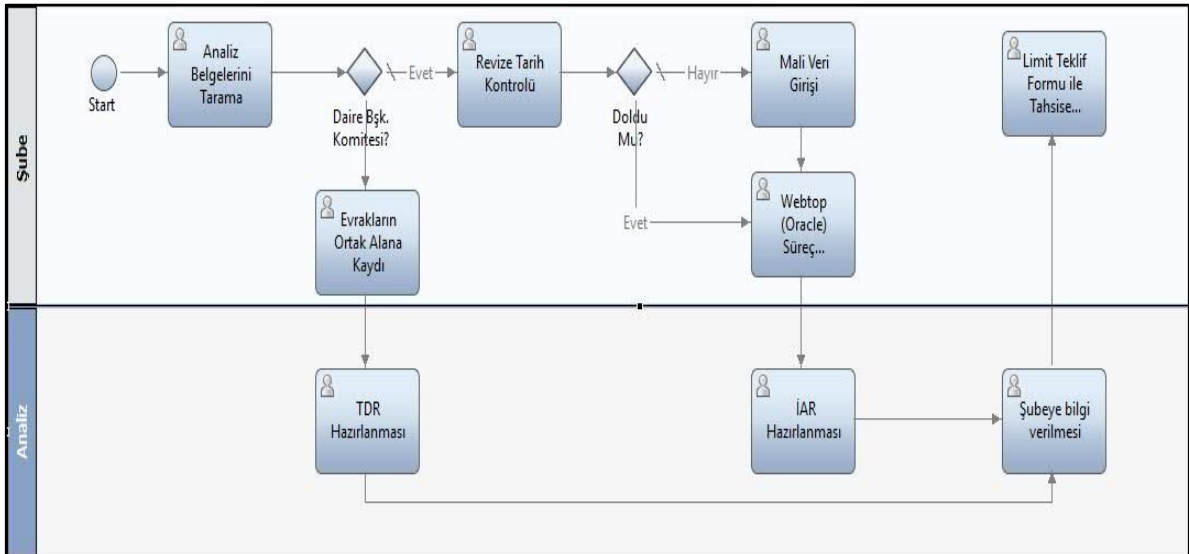 Şube
Start
Analiz
Belgelerini
Tarama
Daire Bşk.
Komitesi?
Evet
Revize Tarih
Kontrolü
Doldu
Mu?
Hayır
Mali Veri
Girişi
Limit Teklif
Formu ile
Tahsise...
Evrakların
Ortak Alana
Kaydı
Evet
Webtop
(Oracle)
Süreç...
Analiz
TDR
Hazırlanması
İAR
Hazırlanması
Şubeye bilgi
verilmesi